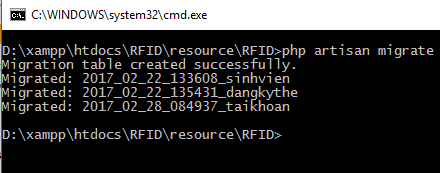 C:\WINDOWS\system32\cmd.exe
D:\xampp\htdocs\RFID\resource\RFID>php artisan migrate
Migration table created successfully.
Migrated: 2017_02_22_133608_sinhvien
Migrated: 2017_02_22_135431_dangkythe
Migrated: 2017_02_28_084937_taikhoan
D:\xampp\htdocs\RFID\resource\RFID>